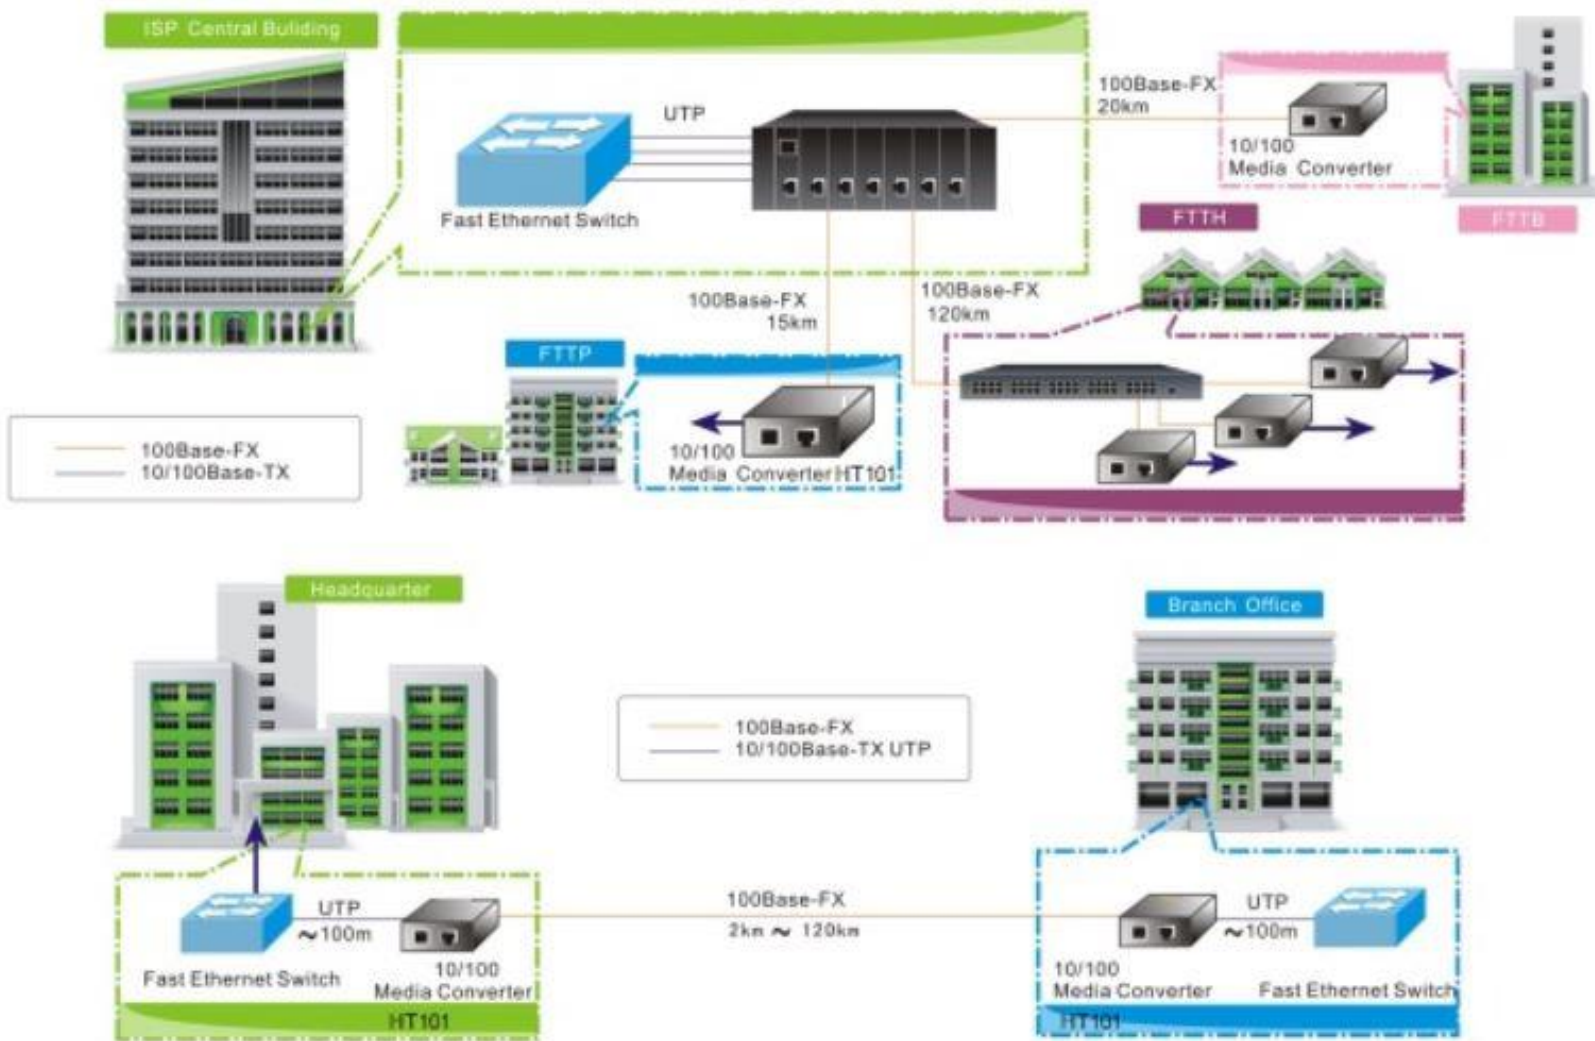 ISP Central Buliding
UTP
Fast Ethernet Switch
100Base-FX
20km
10/100
Media Converter
FTTH
FTTB
100Base-FX
15km
100Base-FX
120km
FTTP
10/100
Media Converter HT101
100Base-FX
10/100Base-TX
Headquarter
Branch Office
100Base-FX
10/100Base-TX UTP
UTP
~100m
Fast Ethernet Switch
10/100
Media Converter
HT101
100Base-FX
2km ~ 120km
UTP
~100m
10/100
Media Converter
Fast Ethernet Switch
HT101